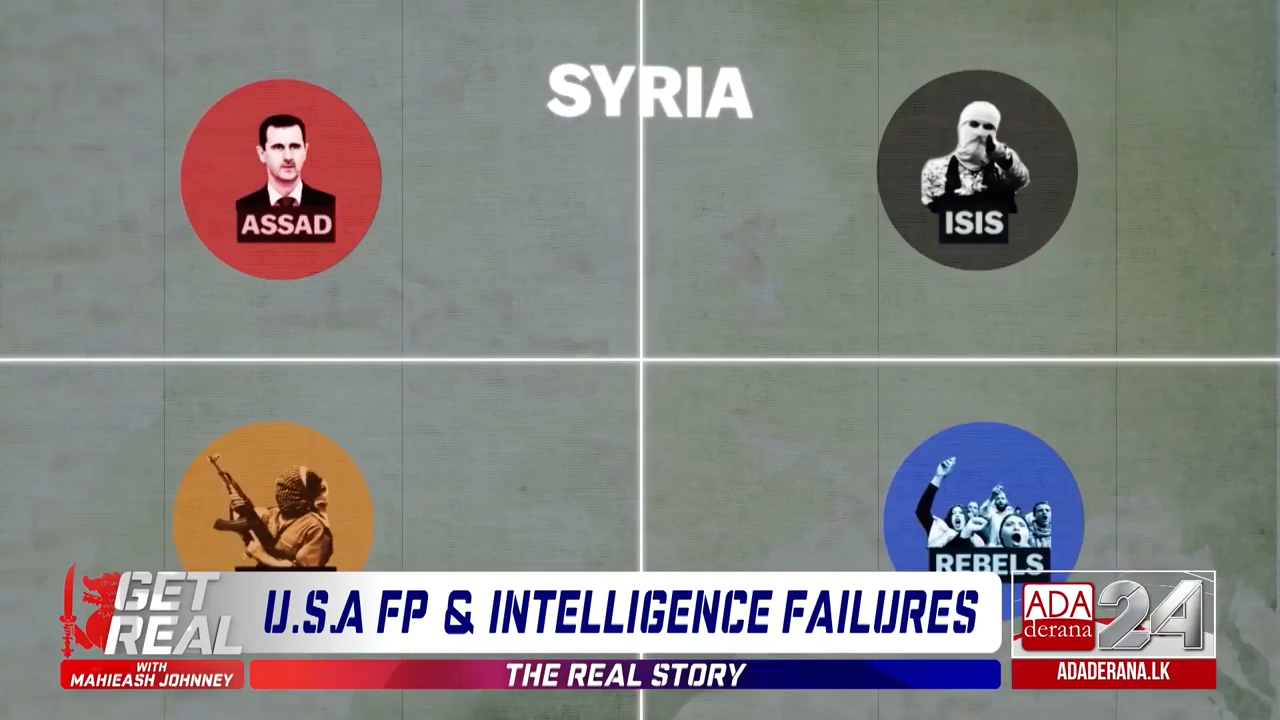 SYRIA
ASSAD
ISIS
REBELS
GET
REAL
WITH
MAHIEASH JOHNNEY
U.S.A FP & INTELLIGENCE FAILURES
THE REAL STORY
ADA
derana
24
ADADERANA.LK